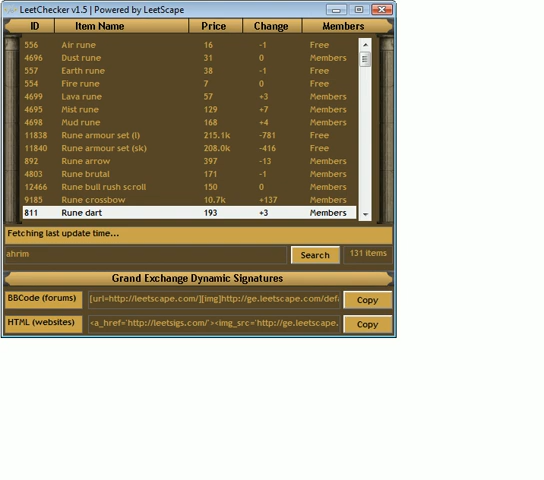 LeetChecker v1.5 | Powered by LeetScape
ID Item Name Price Change Members
556 Air rune 16 -1 Free
4696 Dust rune 31 0 Members
557 Earth rune 38 -1 Free
554 Fire rune 7 0 Free
4699 Lava rune 57 +3 Members
4695 Mist rune 129 +7 Members
4698 Mud rune 168 +4 Members
11838 Rune armour set (l) 215.1k -781 Free
11840 Rune armour set (sk) 208.0k -416 Free
892 Rune arrow 397 -13 Members
4803 Rune brutal 171 -1 Members
12466 Rune bull rush scroll 150 0 Members
9185 Rune crossbow 10.7k +137 Members
811 Rune dart 193 +3 Members
Fetching last update time...
ahrim Search 131 items
Grand Exchange Dynamic Signatures
BBCode (forums) [url=http://leetscape.com/][img]http://ge.leetscape.com/def Copy
HTML (websites) <a_href='http://leetsigs.com/'><img_src='http://ge.leetscape. Copy